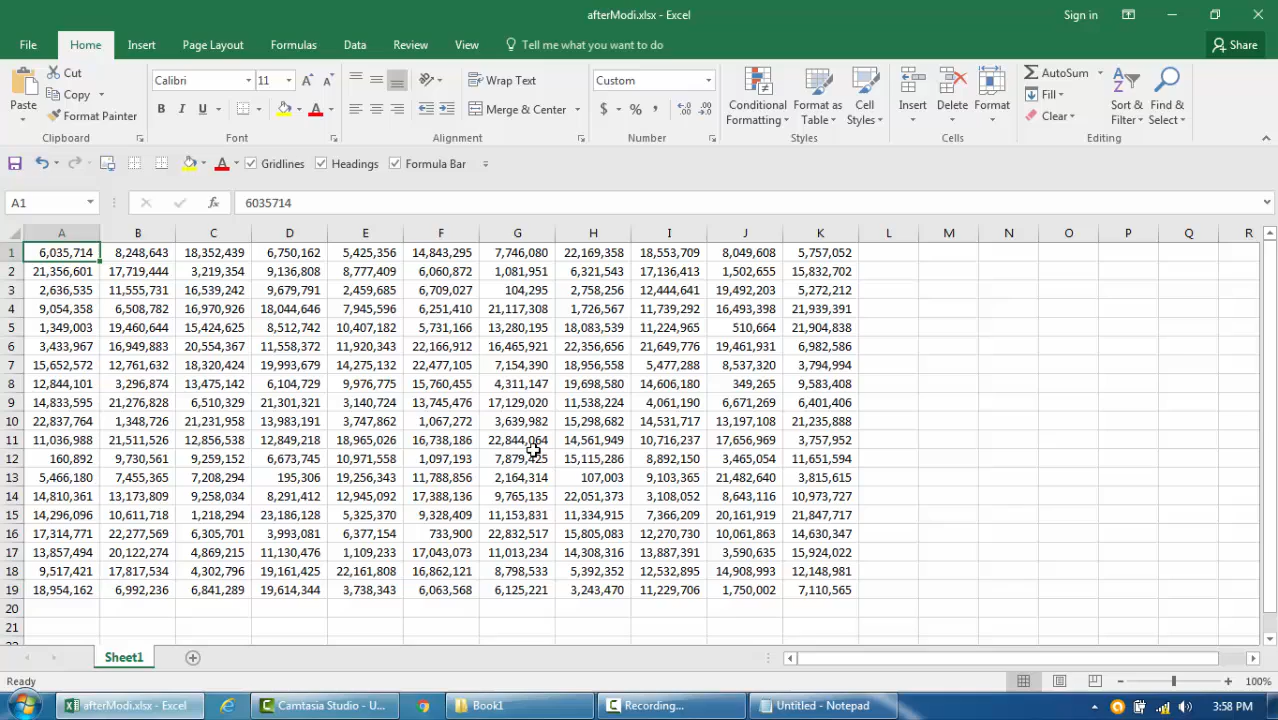 afterModi.xlsx - Excel
Sign in
File Home Insert Page Layout Formulas Data Review View Tell me what you want to do Share
Paste Cut Copy Format Painter Clipboard
Calibri 11 B I U A Font
Wrap Text Merge & Center Alignment
Custom $ % , Number
Conditional Formatting Format as Table Cell Styles Styles
Insert Delete Format Cells
AutoSum Fill Clear Sort & Filter Find & Select Editing
Gridlines Headings Formula Bar
A1 fx 6035714
A B C D E F G H I J K L M N O P Q R
1 6,035,714 8,248,643 18,352,439 6,750,162 5,425,356 14,843,295 7,746,080 22,169,358 18,553,709 8,049,608 5,757,052
2 21,356,601 17,719,444 3,219,354 9,136,808 8,777,409 6,060,872 1,081,951 6,321,543 17,136,413 1,502,655 15,832,702
3 2,636,535 11,555,731 16,539,242 9,679,791 2,459,685 6,709,027 104,295 2,758,256 12,444,641 19,492,203 5,272,212
4 9,054,358 6,508,782 16,970,926 18,044,646 7,945,596 6,251,410 21,117,308 1,726,567 11,739,292 16,493,398 21,939,391
5 1,349,003 19,460,644 15,424,625 8,512,742 10,407,182 5,731,166 13,280,195 18,083,539 11,224,965 510,664 21,904,838
6 3,433,967 16,949,883 20,554,367 11,558,372 11,920,343 22,166,912 16,465,921 22,356,656 21,649,776 19,461,931 6,982,586
7 15,652,572 12,761,632 18,320,424 19,993,679 14,275,132 22,477,105 7,154,390 18,956,558 5,477,288 8,537,320 3,794,994
8 12,844,101 3,296,874 13,475,142 6,104,729 9,976,775 15,760,455 4,311,147 19,698,580 14,606,180 349,265 9,583,408
9 14,833,595 21,276,828 6,510,329 21,301,321 3,140,724 13,745,476 17,129,020 11,538,224 4,061,190 6,671,269 6,401,406
10 22,837,764 1,348,726 21,231,958 13,983,191 3,747,862 1,067,272 3,639,982 15,298,682 14,531,717 13,197,108 21,235,888
11 11,036,988 21,511,526 12,856,538 12,849,218 18,965,026 16,738,186 22,844,064 14,561,949 10,716,237 17,656,969 3,757,952
12 160,892 9,730,561 9,259,152 6,673,745 10,971,558 1,097,193 7,879,425 15,115,286 8,892,150 3,465,054 11,651,594
13 5,466,180 7,455,365 7,208,294 195,306 19,256,343 11,788,856 2,164,314 107,003 9,103,365 21,482,640 3,815,615
14 14,810,361 13,173,809 9,258,034 8,291,412 12,945,092 17,388,136 9,765,135 22,051,373 3,108,052 8,643,116 10,973,727
15 14,296,096 10,611,718 1,218,294 23,186,128 5,325,370 9,328,409 11,153,831 11,334,915 7,366,209 20,161,919 21,847,717
16 17,314,771 22,277,569 6,305,701 3,993,081 6,377,154 733,900 22,832,517 15,805,083 12,270,730 10,061,863 14,630,347
17 13,857,494 20,122,274 4,869,215 11,130,476 1,109,233 17,043,073 11,013,234 14,308,316 13,887,391 3,590,635 15,924,022
18 9,517,421 17,817,534 4,302,796 19,161,425 22,161,808 16,862,121 8,798,533 5,392,352 12,532,895 14,908,993 12,148,981
19 18,954,162 6,992,236 6,841,289 19,614,344 3,738,343 6,063,568 6,125,221 3,243,470 11,229,706 1,750,002 7,110,565
20
21
Sheet1
Ready 100%
afterModi.xlsx - Excel Camtasia Studio - U... Book1 Recording... Untitled - Notepad 3:58 PM